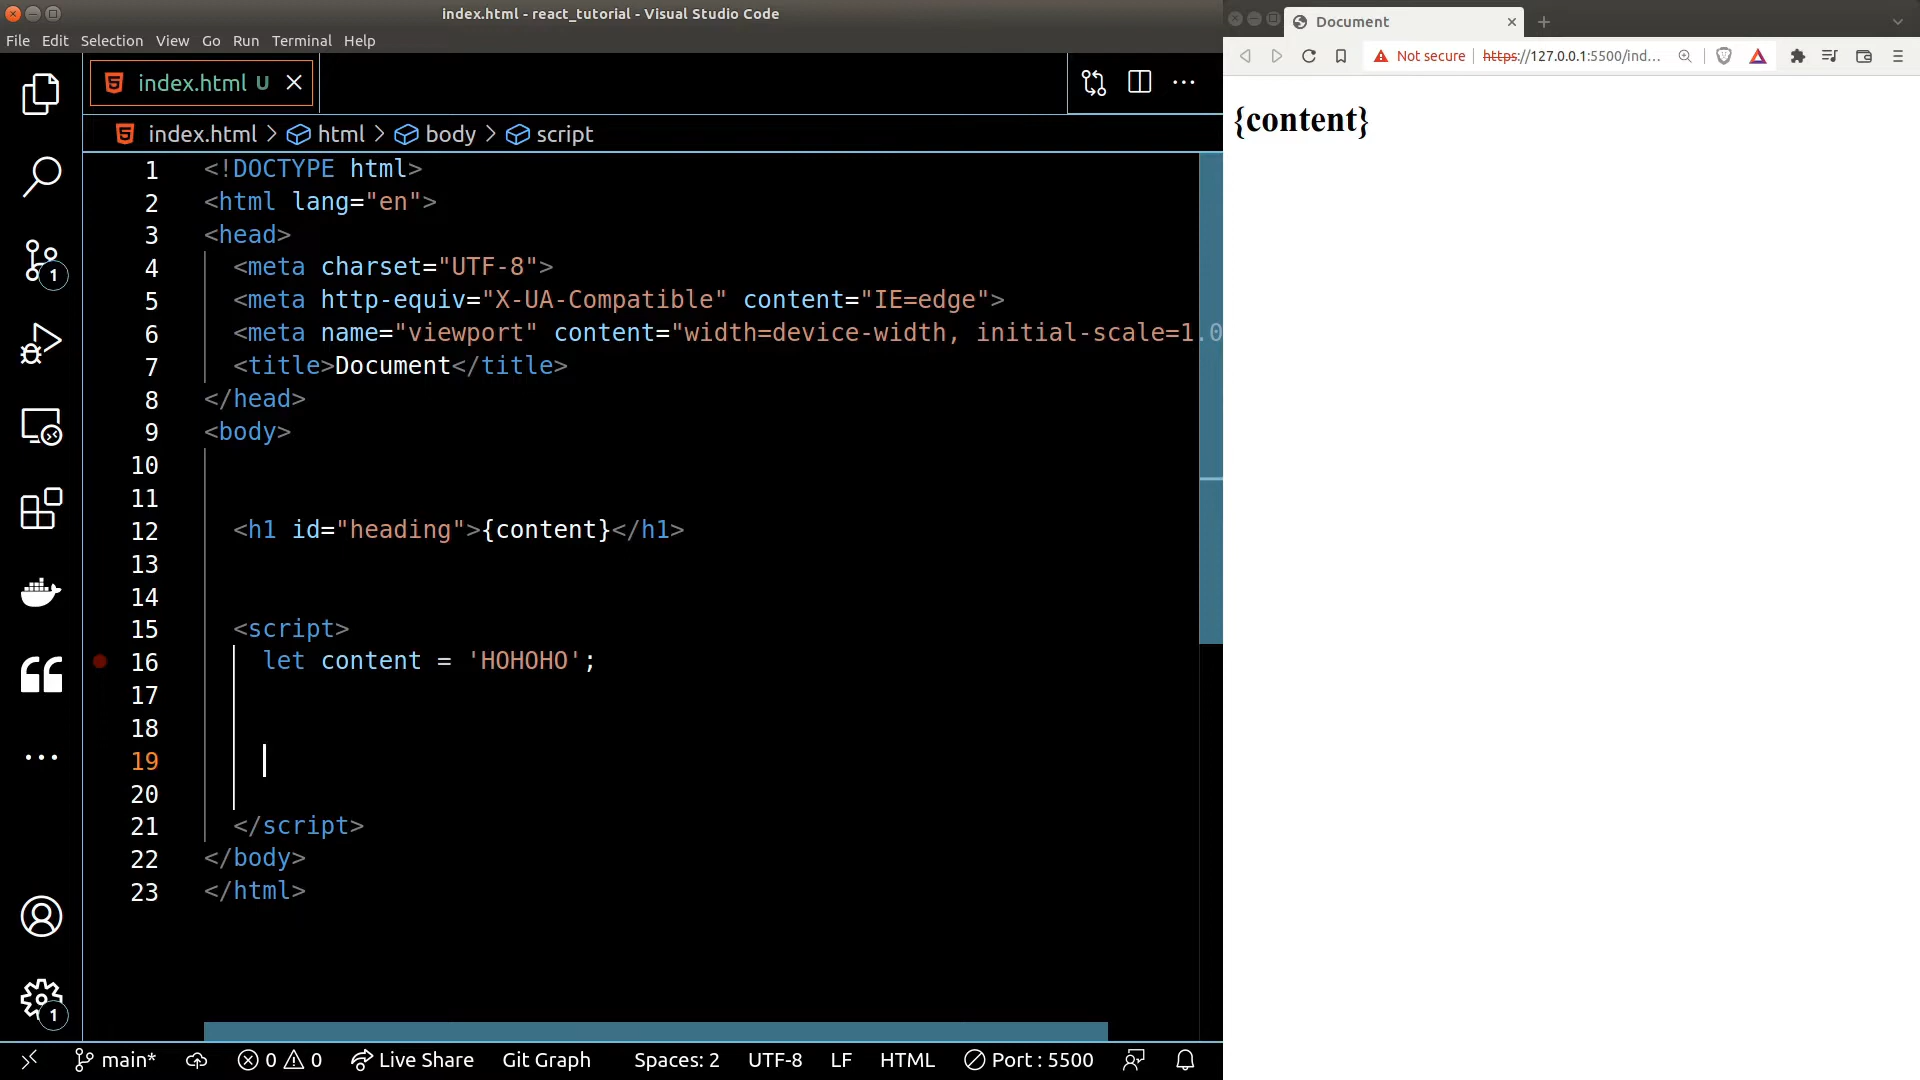 index.html - react_tutorial - Visual Studio Code
File Edit Selection View Go Run Terminal Help
index.html U
index.html > html > body > script
1 <!DOCTYPE html>
2 <html lang="en">
3 <head>
4 <meta charset="UTF-8">
5 <meta http-equiv="X-UA-Compatible" content="IE=edge">
6 <meta name="viewport" content="width=device-width, initial-scale=1.0
7 <title>Document</title>
8 </head>
9 <body>
10
11
12 <h1 id="heading">{content}</h1>
13
14
15 <script>
16 let content = 'HOHOHO';
17
18
19
20
21 </script>
22 </body>
23 </html>
1
1
main* 0 0 Live Share Git Graph Spaces: 2 UTF-8 LF HTML Port : 5500
Document
Not secure https://127.0.0.1:5500/ind...
{content}